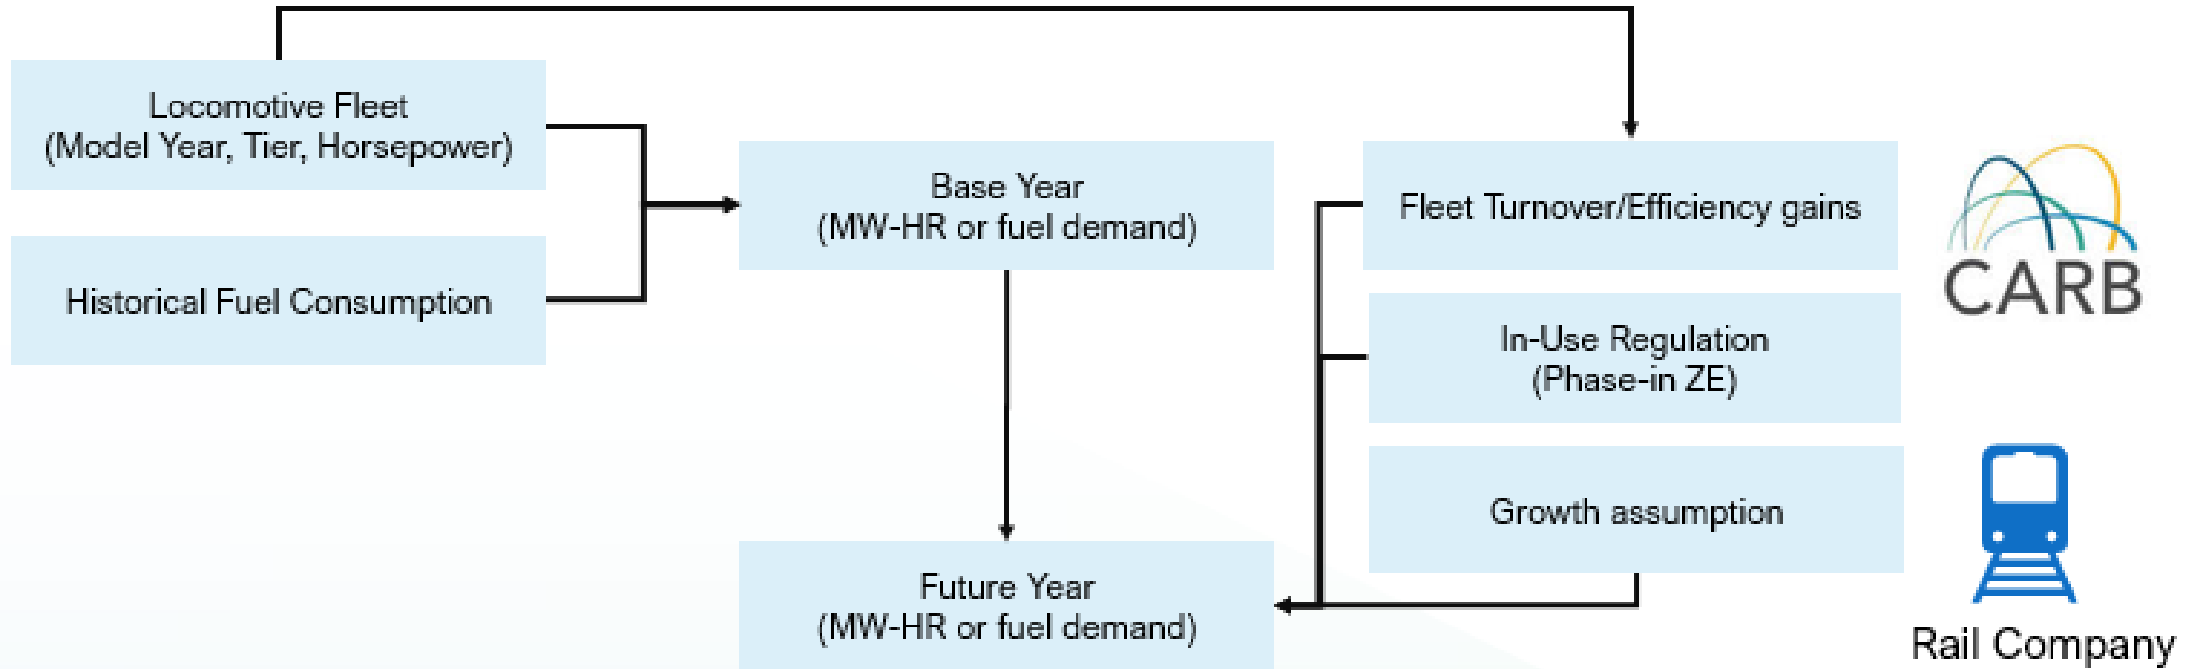 Locomotive Fleet
(Model Year, Tier, Horsepower)
Historical Fuel Consumption
Base Year
(MW-HR or fuel demand)
Future Year
(MW-HR or fuel demand)
Fleet Turnover/Efficiency gains
In-Use Regulation
(Phase-in ZE)
Growth assumption
CARB
Rail Company